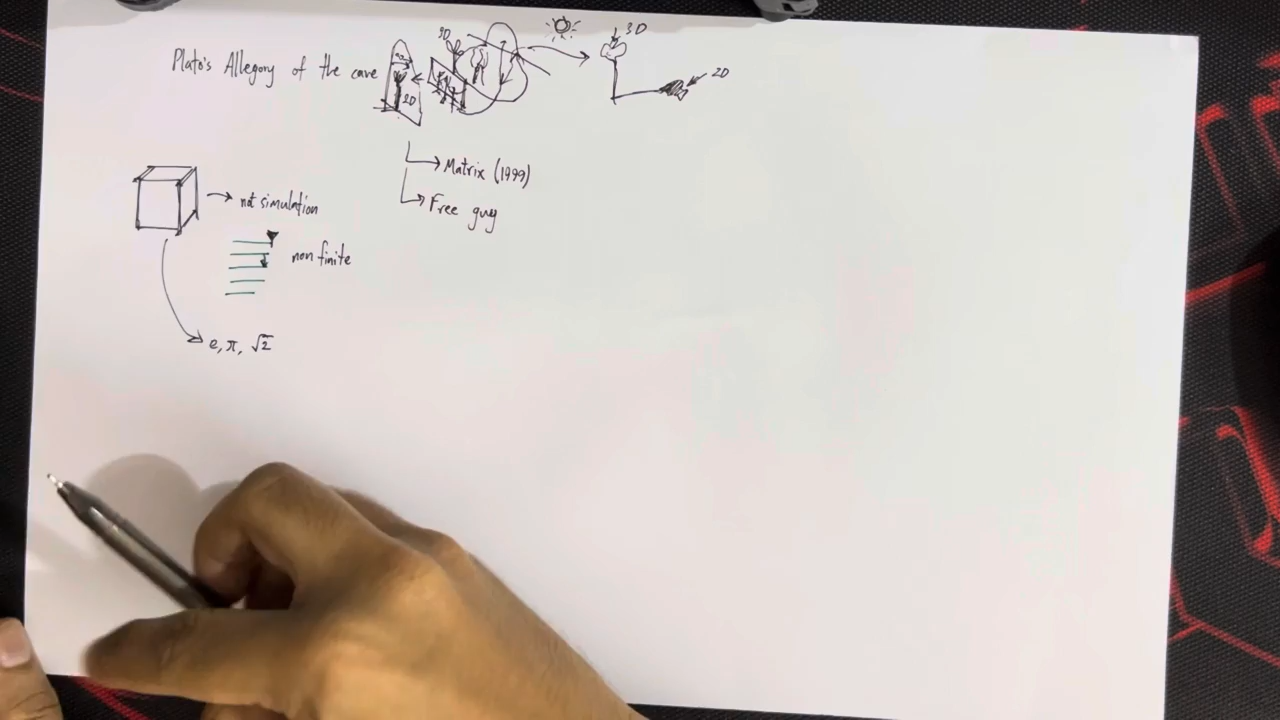 Plato's Allegory of the cave
3D
2D
3D
2D
Matrix (1999)
Free guy
not simulation
non finite
e, π, √2